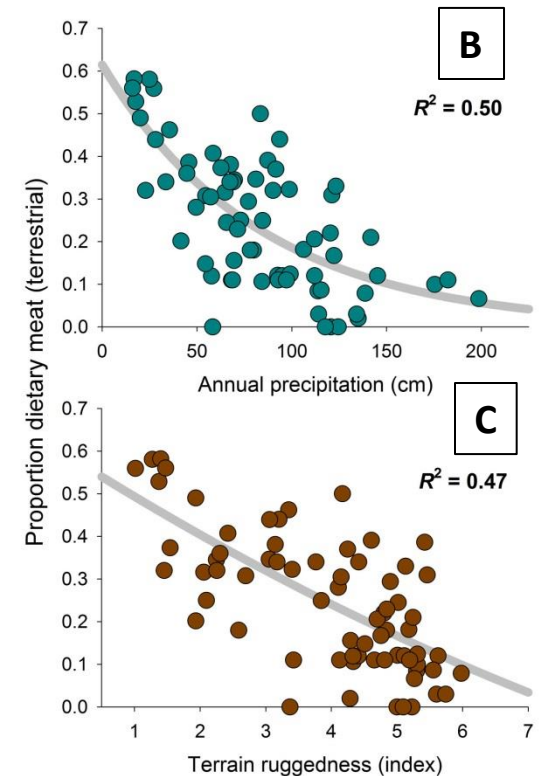 0.7
B
0.6
R² = 0.50
0.5
0.4
0.3
0.2
0.1
0.0
0 50 100 150 200
Annual precipitation (cm)
Proportion dietary meat (terrestrial)
0.7
C
0.6
R² = 0.47
0.5
0.4
0.3
0.2
0.1
0.0
1 2 3 4 5 6 7
Terrain ruggedness (index)